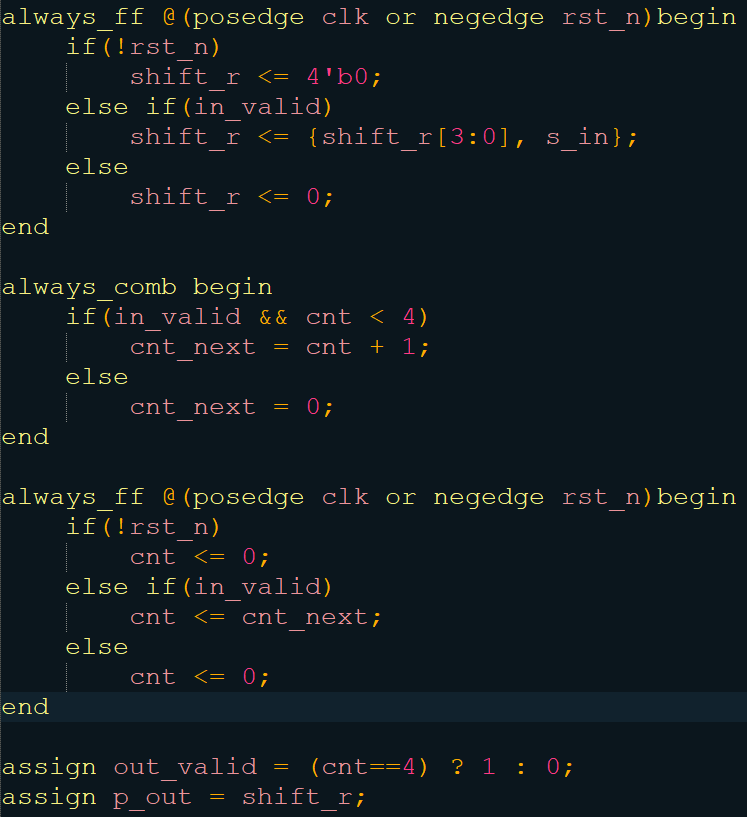 always_ff @(posedge clk or negedge rst_n)begin
    if(!rst_n)
        shift_r <= 4'b0;
    else if(in_valid)
        shift_r <= {shift_r[3:0], s_in};
    else
        shift_r <= 0;
end

always_comb begin
    if(in_valid && cnt < 4)
        cnt_next = cnt + 1;
    else
        cnt_next = 0;
end

always_ff @(posedge clk or negedge rst_n)begin
    if(!rst_n)
        cnt <= 0;
    else if(in_valid)
        cnt <= cnt_next;
    else
        cnt <= 0;
end

assign out_valid = (cnt==4) ? 1 : 0;
assign p_out = shift_r;